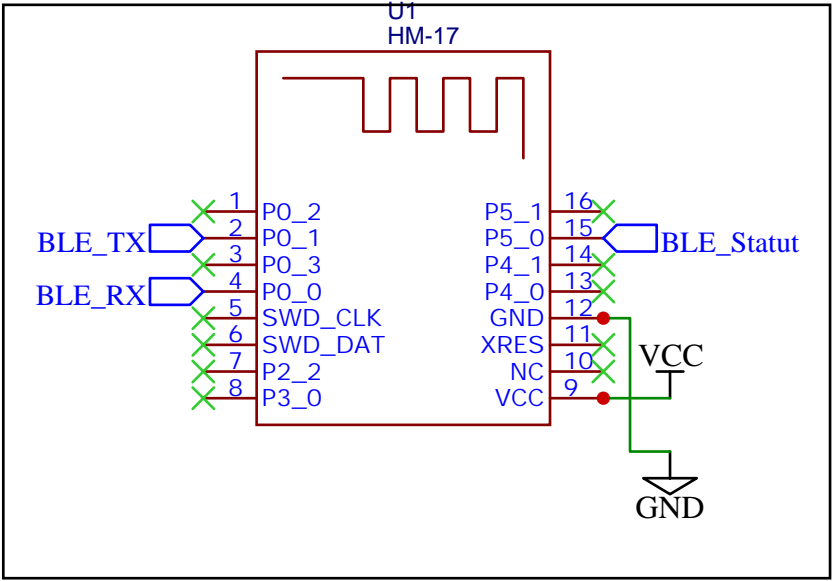 U1
HM-17
1 P0_2
BLE_TX 2 P0_1
3 P0_3
BLE_RX 4 P0_0
5 SWD_CLK
6 SWD_DAT
7 P2_2
8 P3_0
P5_1 16
P5_0 15 BLE_Statut
P4_1 14
P4_0 13
GND 12
XRES 11
NC 10
VCC 9
VCC
GND